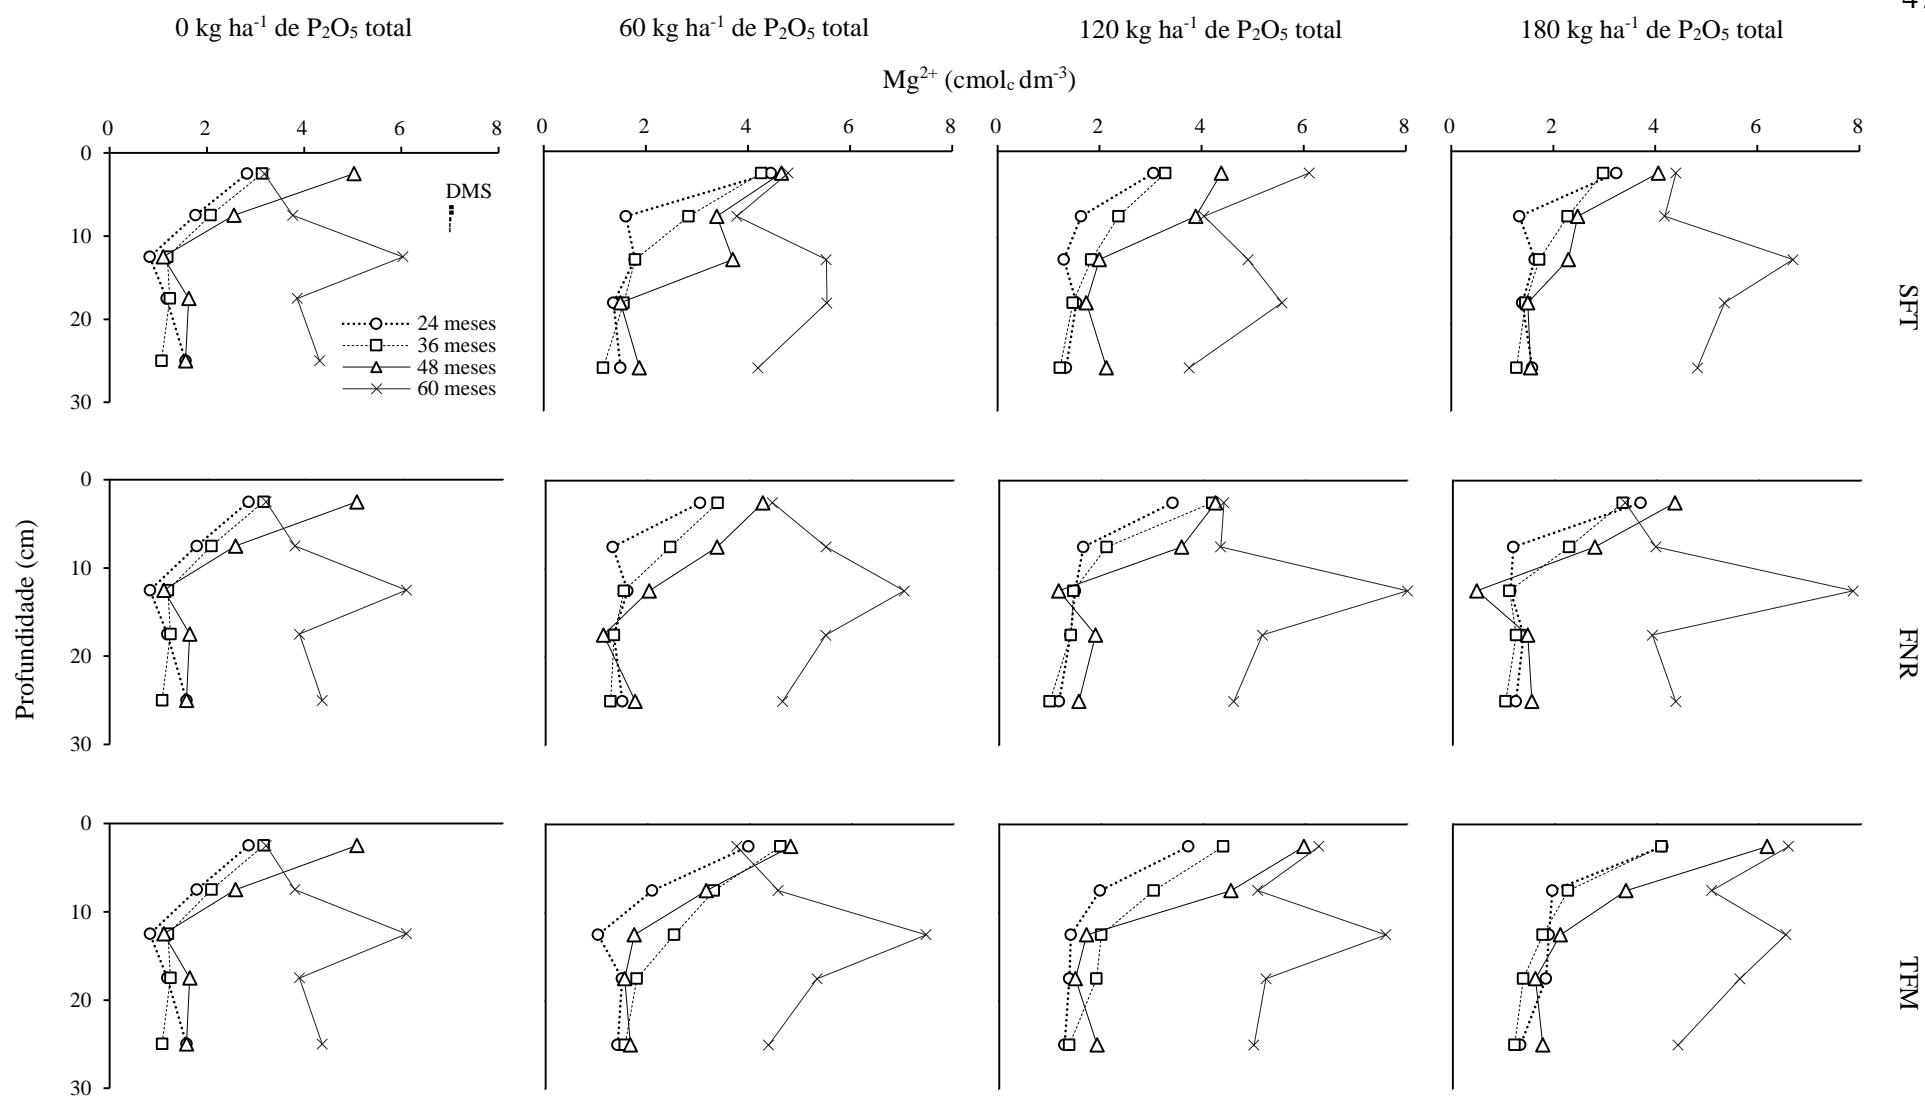 0 kg ha-1 de P2O5 total 60 kg ha-1 de P2O5 total 120 kg ha-1 de P2O5 total 180 kg ha-1 de P2O5 total
Mg2+ (cmolc dm-3)
0 2 4 6 8 0 2 4 6 8 0 2 4 6 8 0 2 4 6 8
0
10
20
30
DMS
24 meses
36 meses
48 meses
60 meses
SFT
Profundidade (cm)
0
10
20
30
FNR
0
10
20
30
TFM